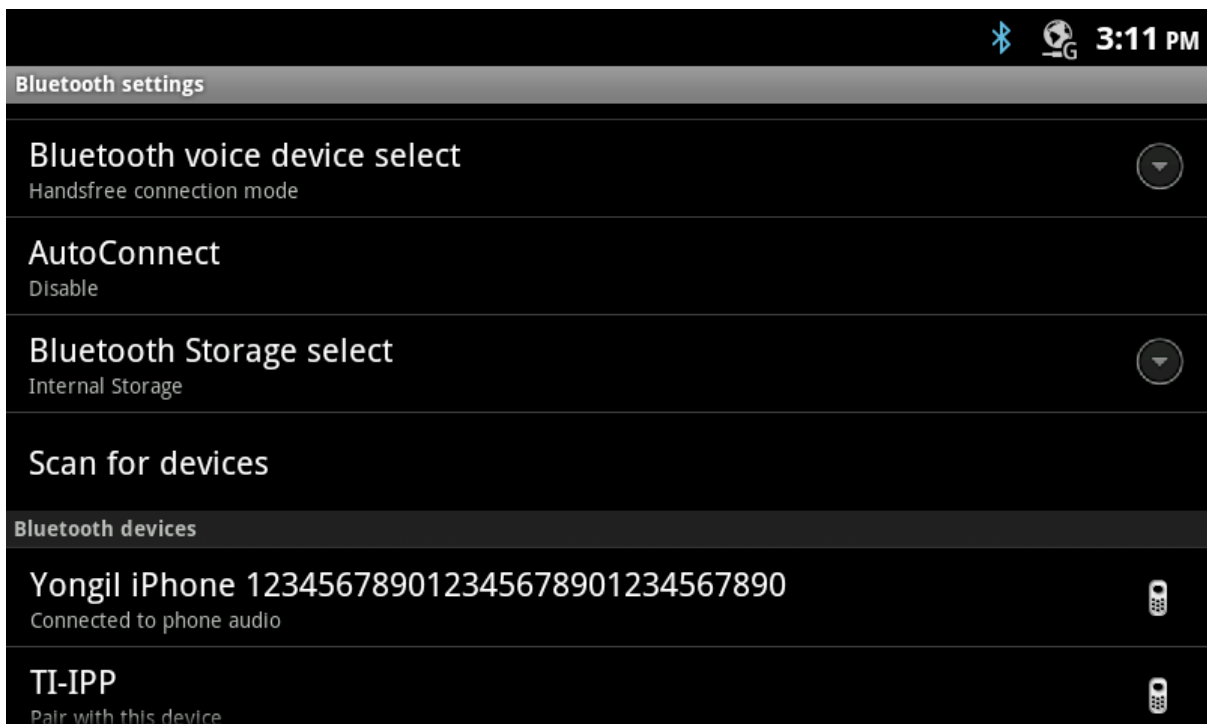 G 3:11 PM
Bluetooth settings
Bluetooth voice device select
Handsfree connection mode
AutoConnect
Disable
Bluetooth Storage select
Internal Storage
Scan for devices
Bluetooth devices
Yongil iPhone 123456789012345678901234567890
Connected to phone audio
TI-IPP
Pair with this device